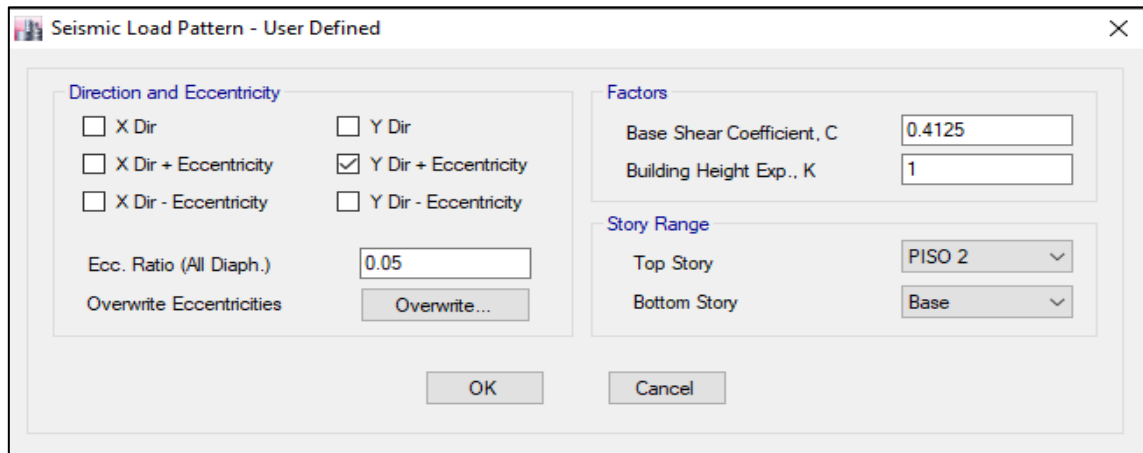 Seismic Load Pattern - User Defined
Direction and Eccentricity
X Dir
Y Dir
X Dir + Eccentricity
Y Dir + Eccentricity
X Dir - Eccentricity
Y Dir - Eccentricity
Ecc. Ratio (All Diaph.)
0.05
Overwrite Eccentricities
Overwrite...
Factors
Base Shear Coefficient, C
0.4125
Building Height Exp., K
1
Story Range
Top Story
PISO 2
Bottom Story
Base
OK
Cancel